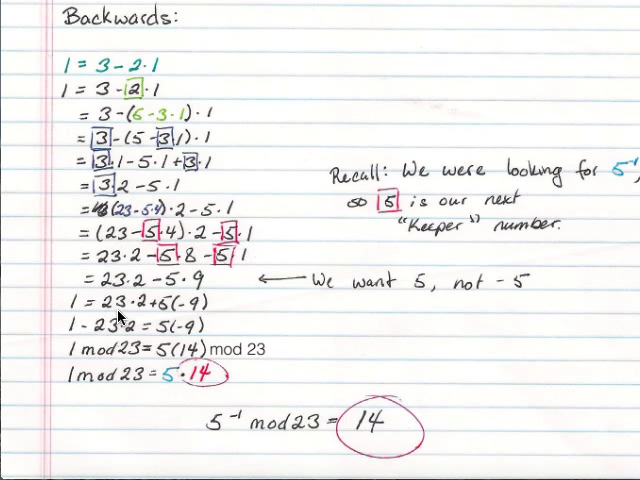 Backwards:
1 = 3 - 2·1
1 = 3 - 2·1
= 3 - (5 - 3·1)·1
= 3 - (5 - 3·1)·1
= 3·1 - 5·1 + 3·1
= 3·2 - 5·1
= (23 - 5·4)·2 - 5·1
= (23 - 5·4)·2 - 5·1
= 23·2 - 5·8 - 5·1
= 23·2 - 5·9
1 = 23·2 + 5(-9)
1 - 23·2 = 5(-9)
1 mod 23 = 5(14) mod 23
1 mod 23 = 5·14
Recall: We were looking for 5⁻¹,
so 5 is our next
"Keeper" number.
← We want 5, not -5
5⁻¹ mod 23 = 14